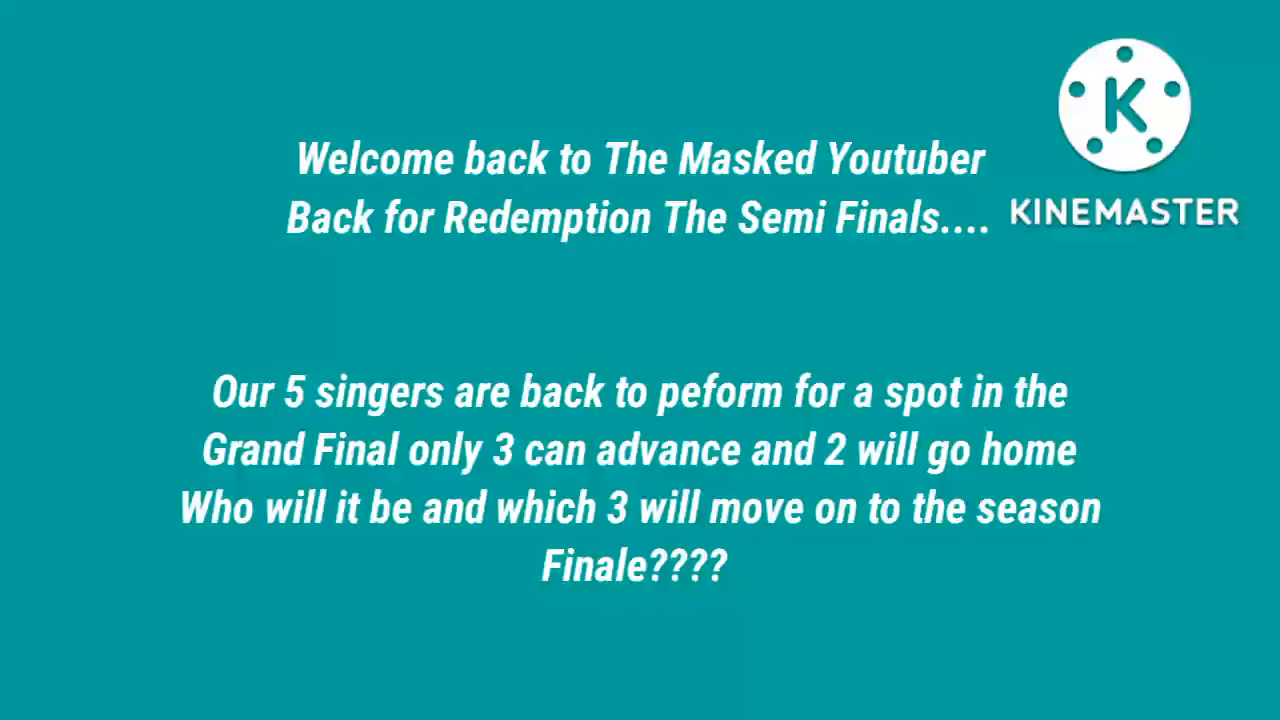 Welcome back to The Masked Youtuber
Back for Redemption The Semi Finals....
K
KINEMASTER
Our 5 singers are back to peform for a spot in the
Grand Final only 3 can advance and 2 will go home
Who will it be and which 3 will move on to the season
Finale????